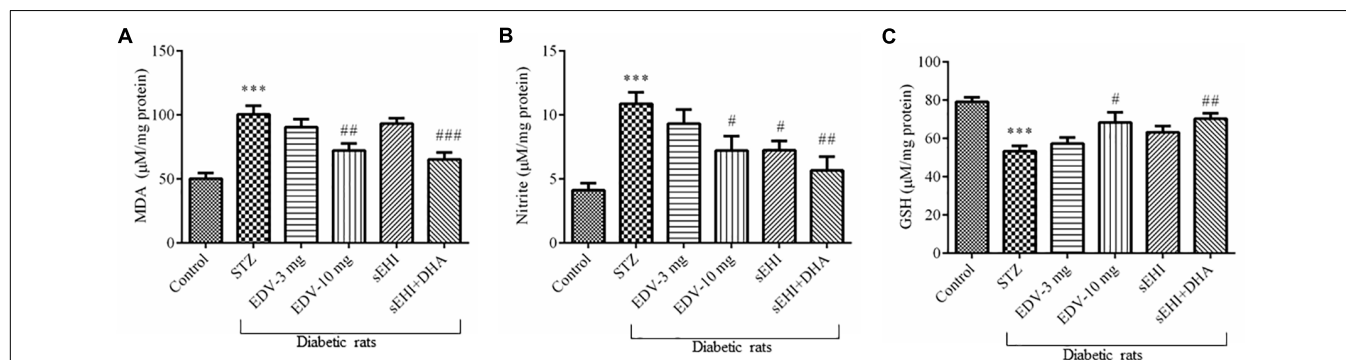 A
MDA (µM/mg protein)
150
100
50
0
***
##
###
Control
STZ
EDV-3 mg
EDV-10 mg
sEHI
sEHI+DHA
Diabetic rats
B
Nitrite (µM/mg protein)
15
10
5
0
***
#
#
##
Control
STZ
EDV-3 mg
EDV-10 mg
sEHI
sEHI+DHA
Diabetic rats
C
GSH (µM/mg protein)
100
80
60
40
20
0
***
#
##
Control
STZ
EDV-3 mg
EDV-10 mg
sEHI
sEHI+DHA
Diabetic rats